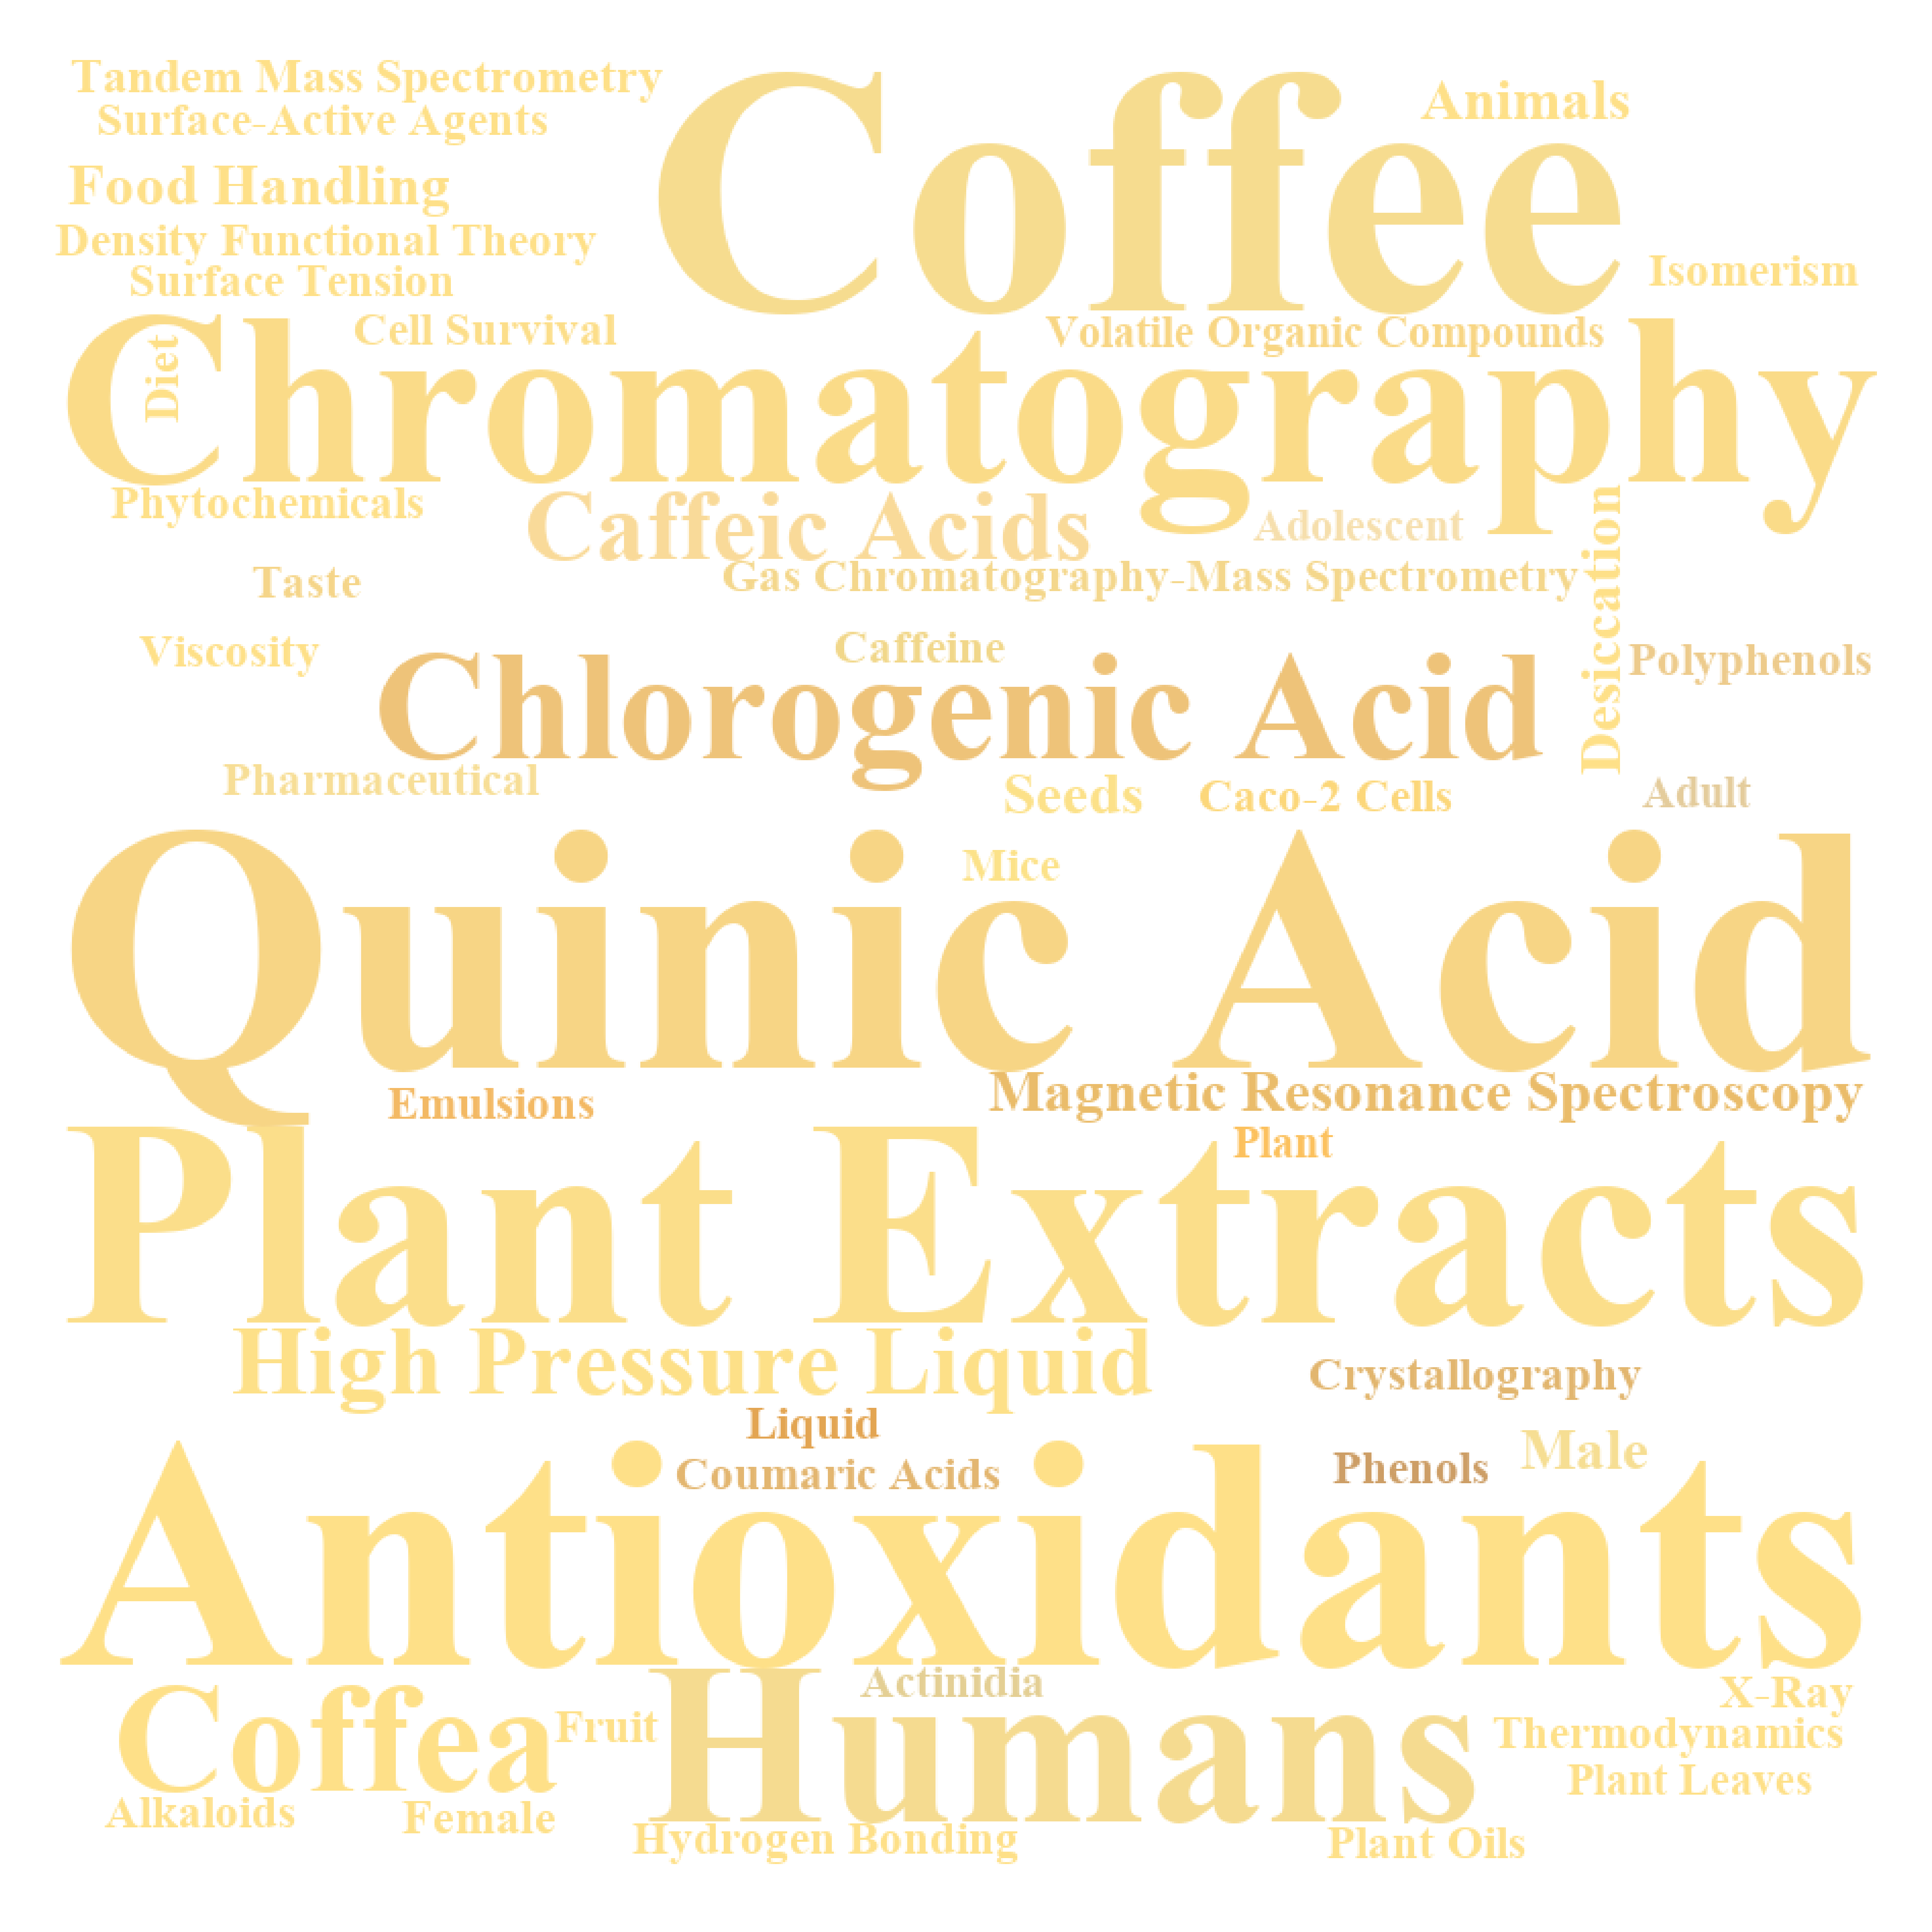 Tandem Mass Spectrometry
Coffee
Animals
Surface-Active Agents
Food Handling
Density Functional Theory
Surface Tension
Isomerism
Cell Survival
Volatile Organic Compounds
Diet
Chromatography
Phytochemicals
Caffeic Acids
Adolescent
Desiccation
Gas Chromatography-Mass Spectrometry
Taste
Viscosity
Caffeine
Polyphenols
Chlorogenic Acid
Pharmaceutical
Seeds
Caco-2 Cells
Adult
Mice
Quinic Acid
Emulsions
Magnetic Resonance Spectroscopy
Plant
Plant Extracts
High Pressure Liquid
Crystallography
Liquid
Coumaric Acids
Phenols
Male
Antioxidants
Actinidia
X-Ray
Coffea
Fruit
Humans
Thermodynamics
Plant Leaves
Alkaloids
Female
Hydrogen Bonding
Plant Oils